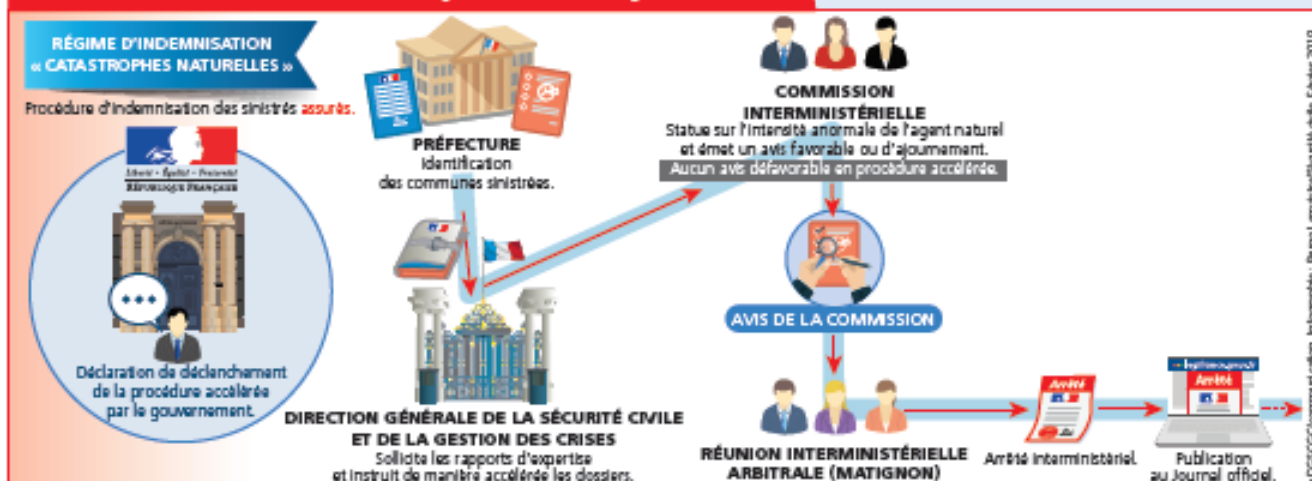 RÉGIME D'INDEMNISATION
« CATASTROPHES NATURELLES »
Procédure d'indemnisation des sinistrés assurés.
Liberté • Égalité • Fraternité
RÉPUBLIQUE FRANÇAISE
Déclaration de déclenchement
de la procédure accélérée
par le gouvernement.
PRÉFECTURE
Identification
des communes sinistrées.
DIRECTION GÉNÉRALE DE LA SÉCURITÉ CIVILE
ET DE LA GESTION DES CRISES
Sollicite les rapports d'expertise
et instruit de manière accélérée les dossiers.
COMMISSION
INTERMINISTÉRIELLE
Statue sur l'intensité anormale de l'agent naturel
et émet un avis favorable ou d'ajournement.
Aucun avis défavorable en procédure accélérée.
AVIS DE LA COMMISSION
RÉUNION INTERMINISTÉRIELLE
ARBITRALE (MATIGNON)
Arrêté
Arrêté interministériel.
Arrêté
Publication
au Journal officiel.